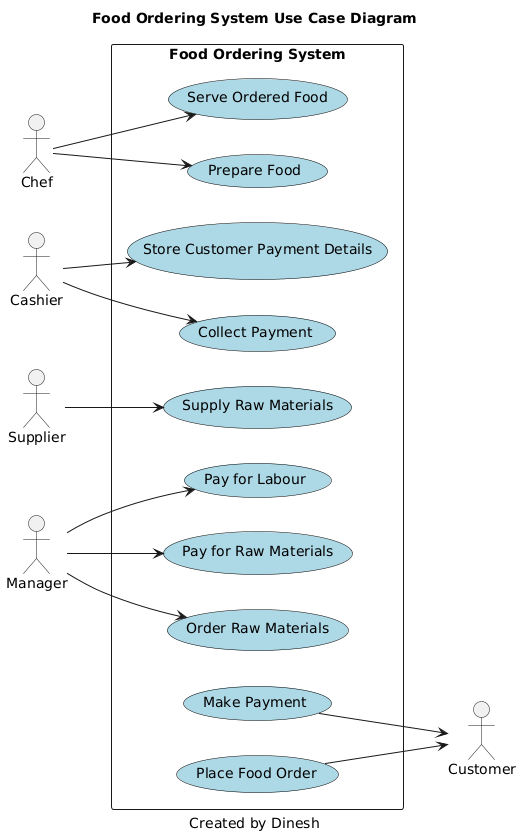 Food Ordering System Use Case Diagram
Food Ordering System
Serve Ordered Food
Prepare Food
Chef
Store Customer Payment Details
Cashier
Collect Payment
Supply Raw Materials
Supplier
Pay for Labour
Pay for Raw Materials
Manager
Order Raw Materials
Make Payment
Customer
Place Food Order
Created by Dinesh